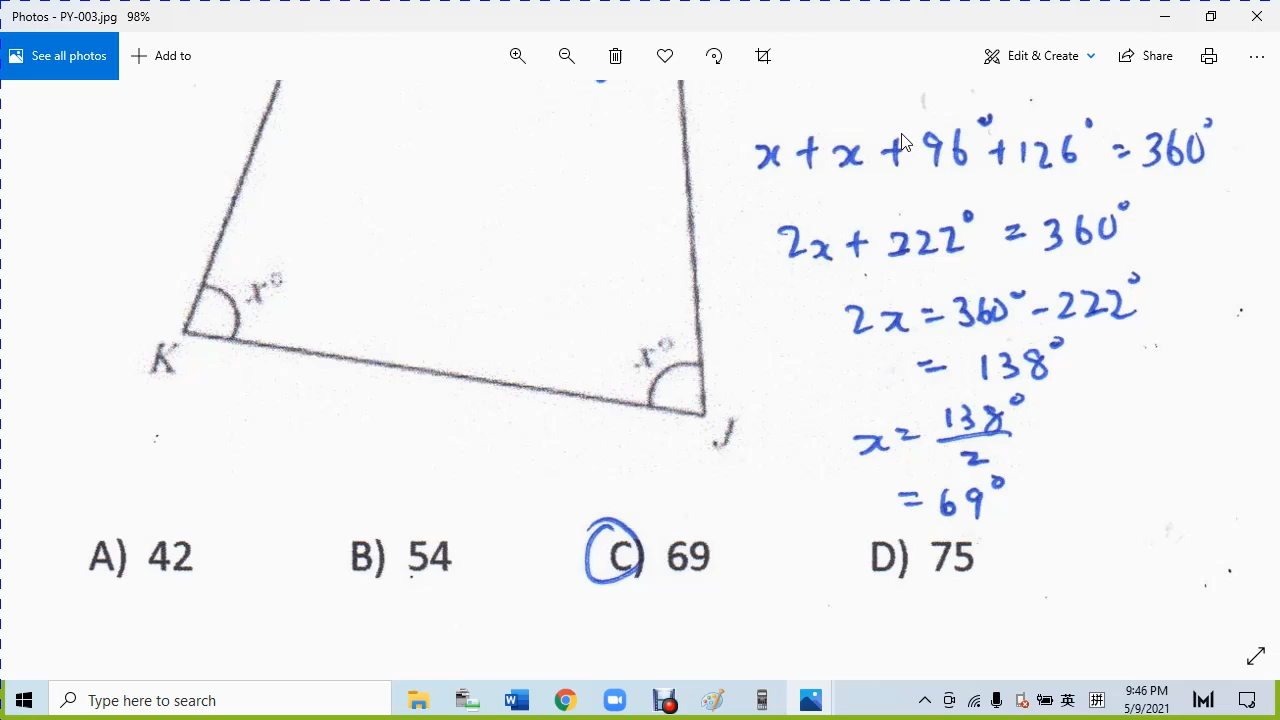 Photos - PY-003.jpg 98%
See all photos
Add to
Edit & Create
Share
x + x + 96° + 126° = 360°
2x + 222° = 360°
2x = 360° - 222°
= 138°
x = 138°
2
= 69°
x°
K
x°
J
A) 42 B) 54 C) 69 D) 75
Type here to search
英
拼
9:46 PM
5/9/2021